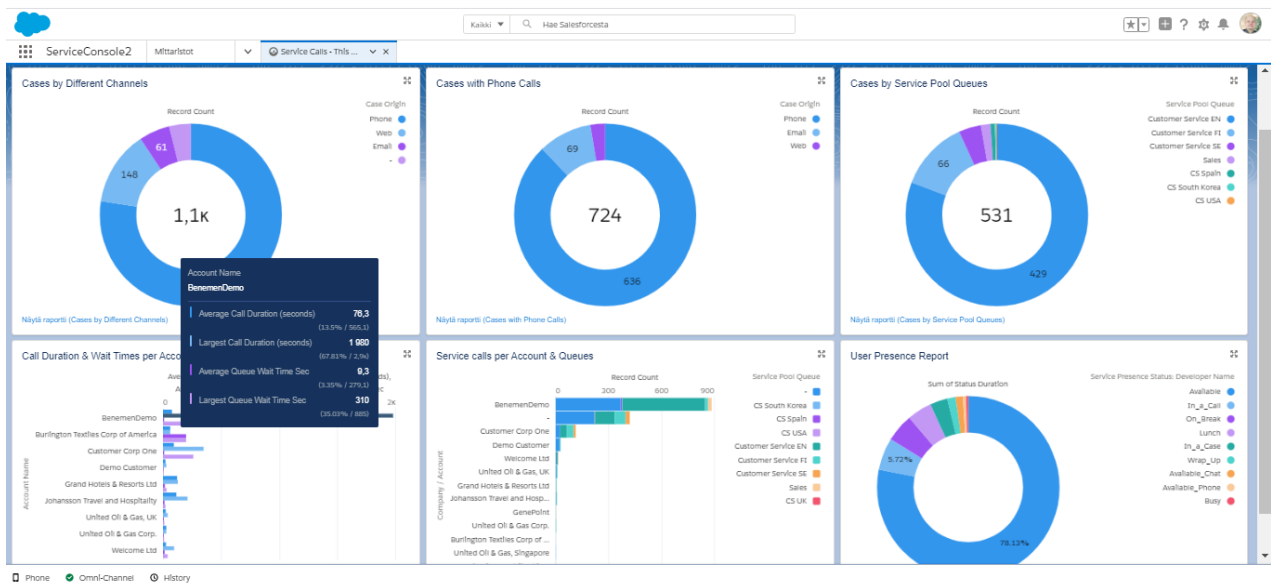 Kaikki
Hae Salesforcesta
ServiceConsole2
Mittaristot
Service Calls - This ...
Cases by Different Channels
Record Count
Case Origin
Phone
Web
Email
-
61
148
1,1K
Näytä raportti (Cases by Different Channels)
Cases with Phone Calls
Record Count
Case Origin
Phone
Email
Web
69
724
636
Näytä raportti (Cases with Phone Calls)
Cases by Service Pool Queues
Record Count
Service Pool Queue
Customer Service EN
Customer Service FI
Customer Service SE
Sales
CS Spain
CS South Korea
CS USA
66
531
429
Näytä raportti (Cases by Service Pool Queues)
Account Name
BenemenDemo
Average Call Duration (seconds) 76,3
(13.5% / 565,1)
Largest Call Duration (seconds) 1 980
(67.81% / 2,9k)
Average Queue Wait Time Sec 9,3
(3.35% / 279,1)
Largest Queue Wait Time Sec 310
(35.03% / 885)
Call Duration & Wait Times per Acco
0
2K
Account Name
BenemenDemo
Burlington Textiles Corp of America
Customer Corp One
Demo Customer
Grand Hotels & Resorts Ltd
Johansson Travel and Hospitality
United Oil & Gas, UK
United Oil & Gas Corp.
Welcome Ltd
Service calls per Account & Queues
Record Count
0 300 600 900
Company / Account
BenemenDemo
-
Customer Corp One
Demo Customer
Welcome Ltd
United Oil & Gas, UK
Grand Hotels & Resorts Ltd
Johansson Travel and Hosp...
GenePoint
United Oil & Gas Corp.
Burlington Textiles Corp of ...
United Oil & Gas, Singapore
Service Pool Queue
-
CS South Korea
CS Spain
CS USA
Customer Service EN
Customer Service FI
Customer Service SE
Sales
CS UK
User Presence Report
Sum of Status Duration
Service Presence Status: Developer Name
Available
In_a_Call
On_Break
Lunch
In_a_Case
Wrap_Up
Available_Chat
Available_Phone
Busy
5.72%
78.13%
Phone
Omni-Channel
History